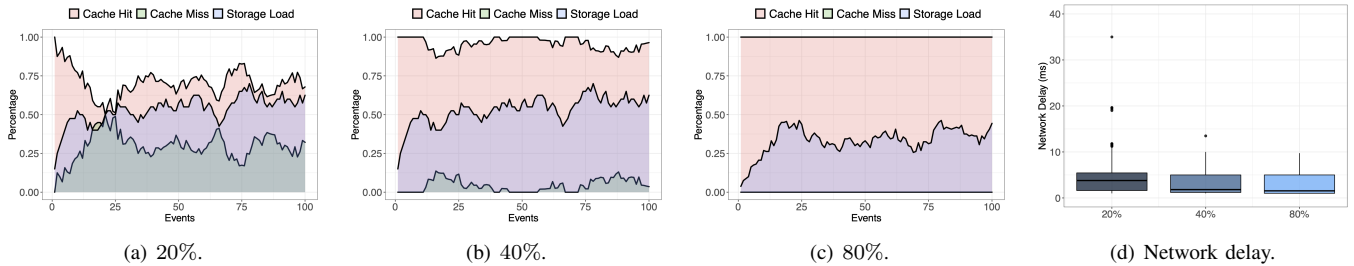 Cache Hit Cache Miss Storage Load
1.00
0.75
0.50
0.25
0.00
Percentage
0 25 50 75 100
Events
(a) 20%.
Cache Hit Cache Miss Storage Load
1.00
0.75
0.50
0.25
0.00
Percentage
0 25 50 75 100
Events
(b) 40%.
Cache Hit Cache Miss Storage Load
1.00
0.75
0.50
0.25
0.00
Percentage
0 25 50 75 100
Events
(c) 80%.
40
30
20
10
0
Network Delay (ms)
20% 40% 80%
(d) Network delay.